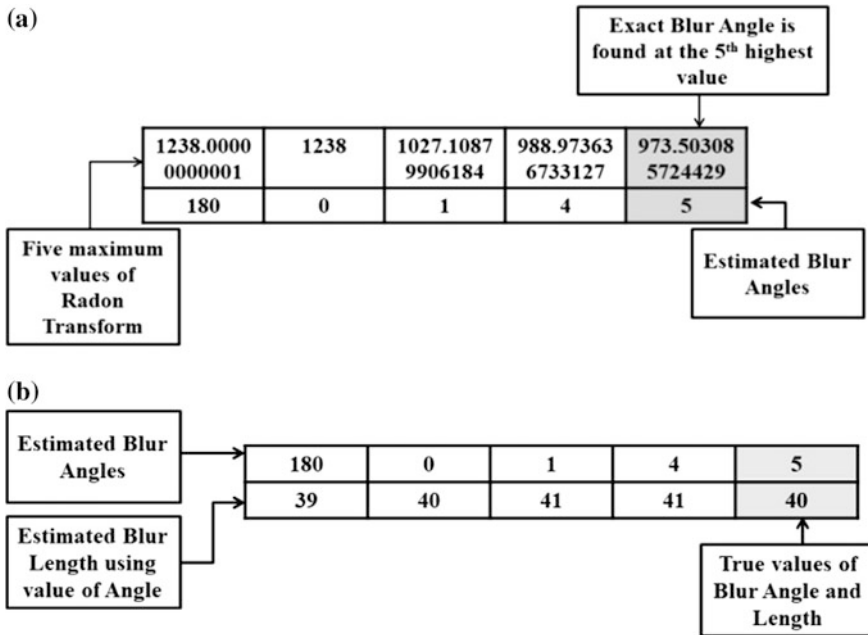 (a)
Exact Blur Angle is
found at the 5th highest
value
1238.0000
0000001
1238
1027.1087
9906184
988.97363
6733127
973.50308
5724429
180
0
1
4
5
Five maximum
values of
Radon
Transform
Estimated Blur
Angles
(b)
Estimated Blur
Angles
180
0
1
4
5
39
40
41
41
40
Estimated Blur
Length using
value of Angle
True values of
Blur Angle and
Length